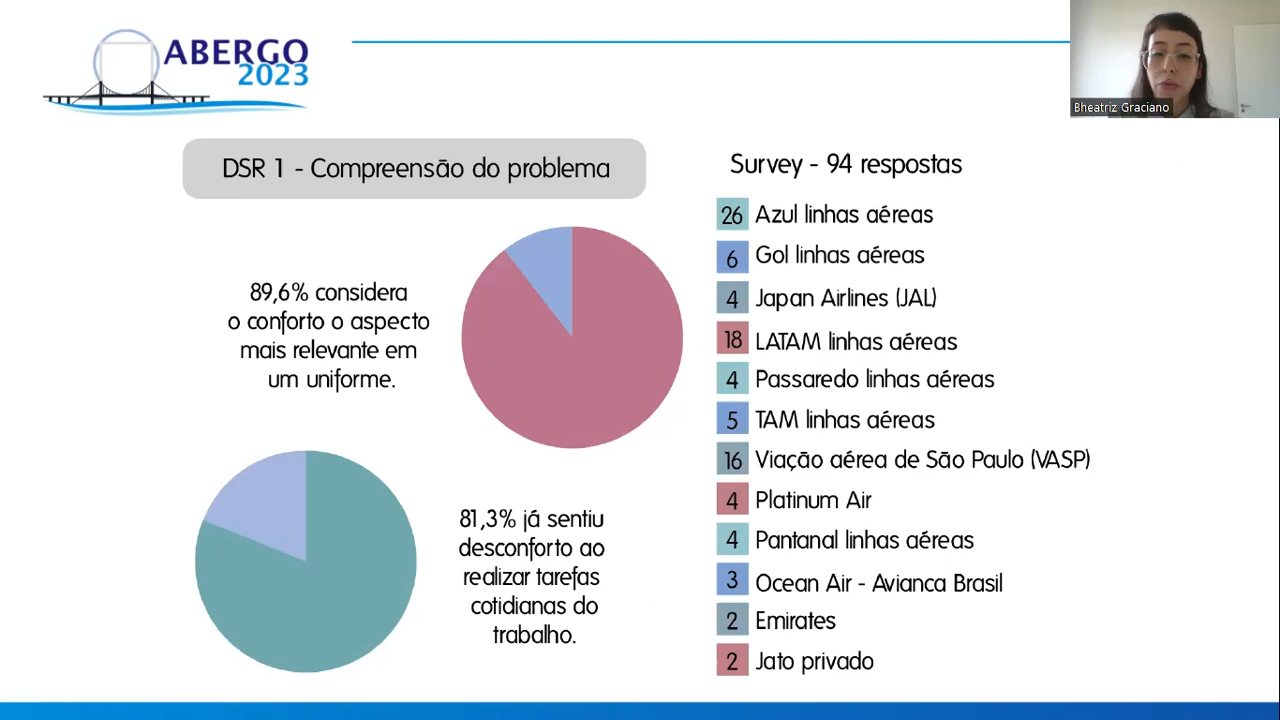 ABERGO
2023
Bheatriz Graciano
DSR 1 - Compreensão do problema
89,6% considera
o conforto o aspecto
mais relevante em
um uniforme.
81,3% já sentiu
desconforto ao
realizar tarefas
cotidianas do
trabalho.
Survey - 94 respostas
26 Azul linhas aéreas
6 Gol linhas aéreas
4 Japan Airlines (JAL)
18 LATAM linhas aéreas
4 Passaredo linhas aéreas
5 TAM linhas aéreas
16 Viação aérea de São Paulo (VASP)
4 Platinum Air
4 Pantanal linhas aéreas
3 Ocean Air - Avianca Brasil
2 Emirates
2 Jato privado